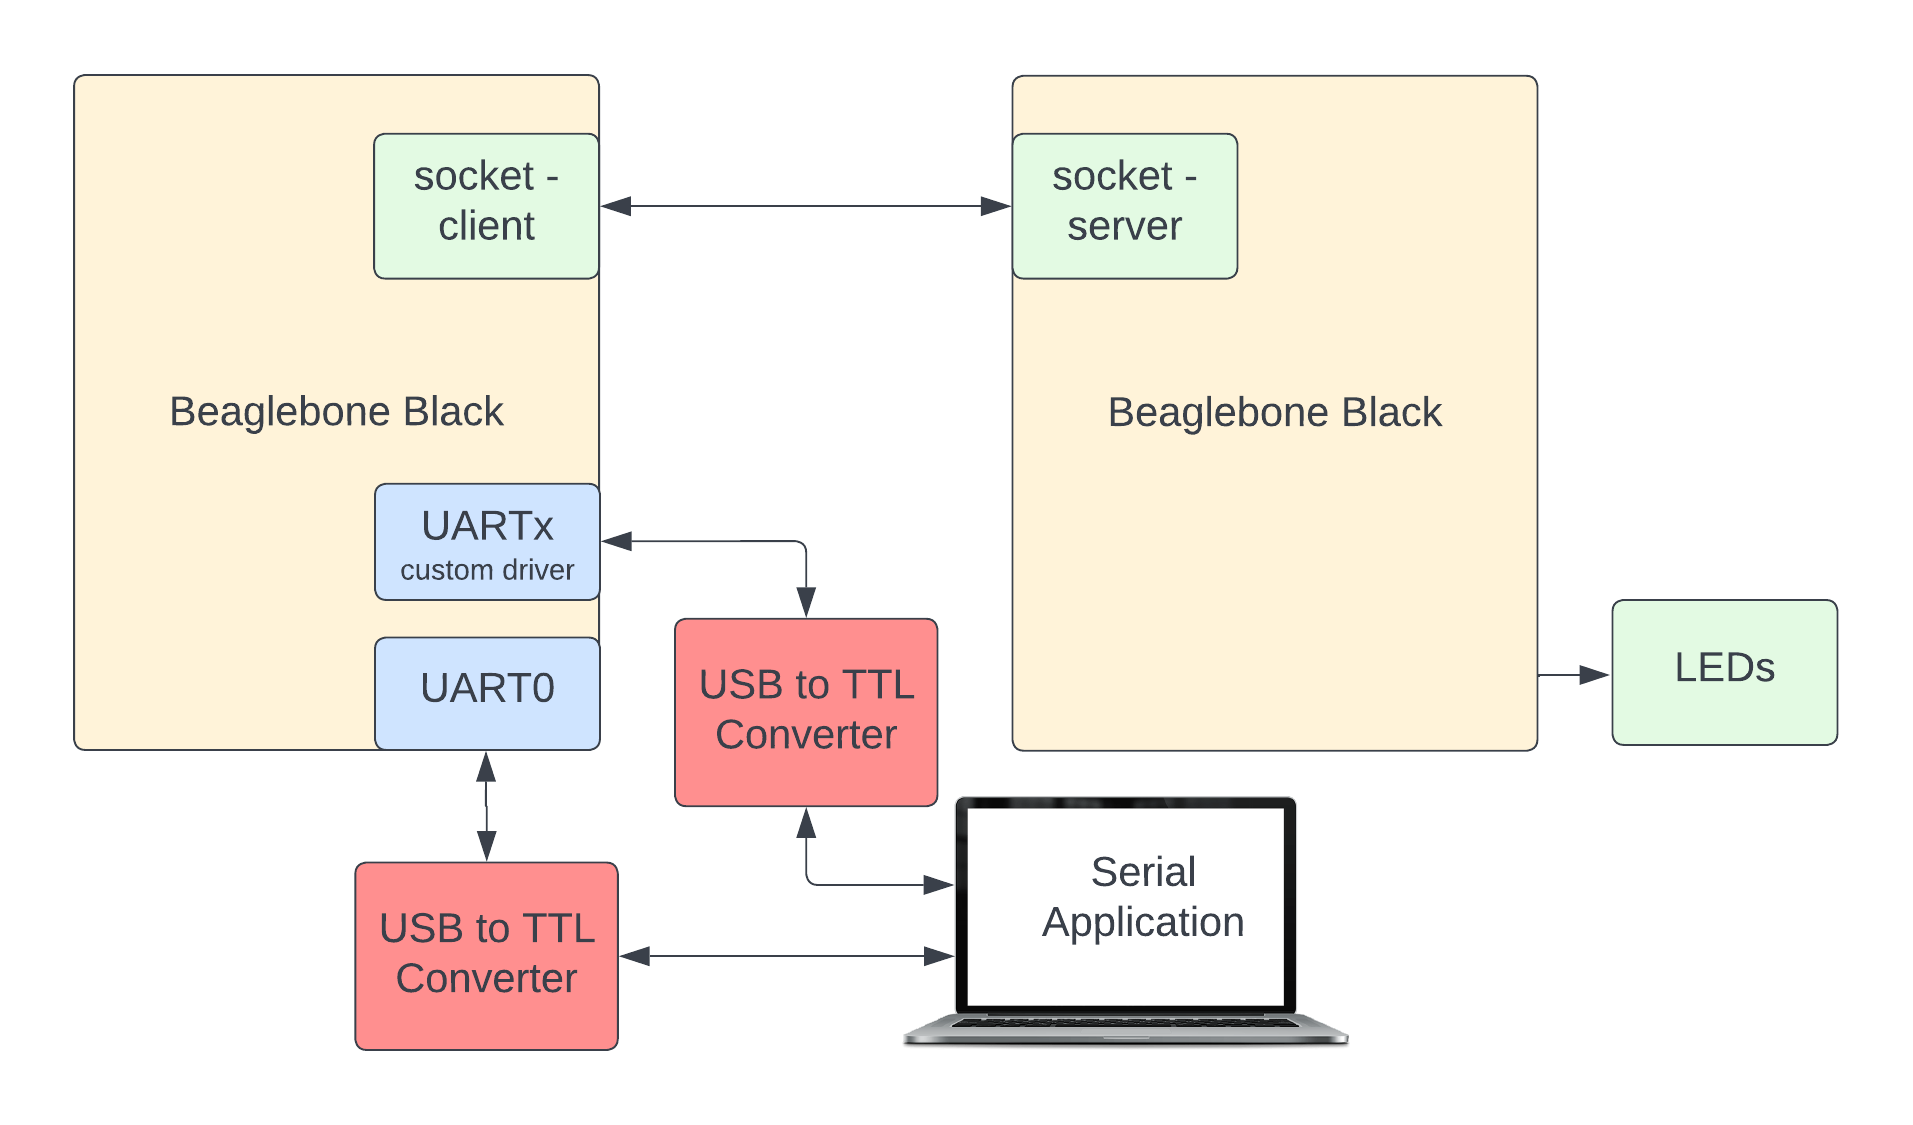 socket -
client
socket -
server
Beaglebone Black
Beaglebone Black
UARTx
custom driver
UART0
USB to TTL
Converter
LEDs
Serial
Application
USB to TTL
Converter